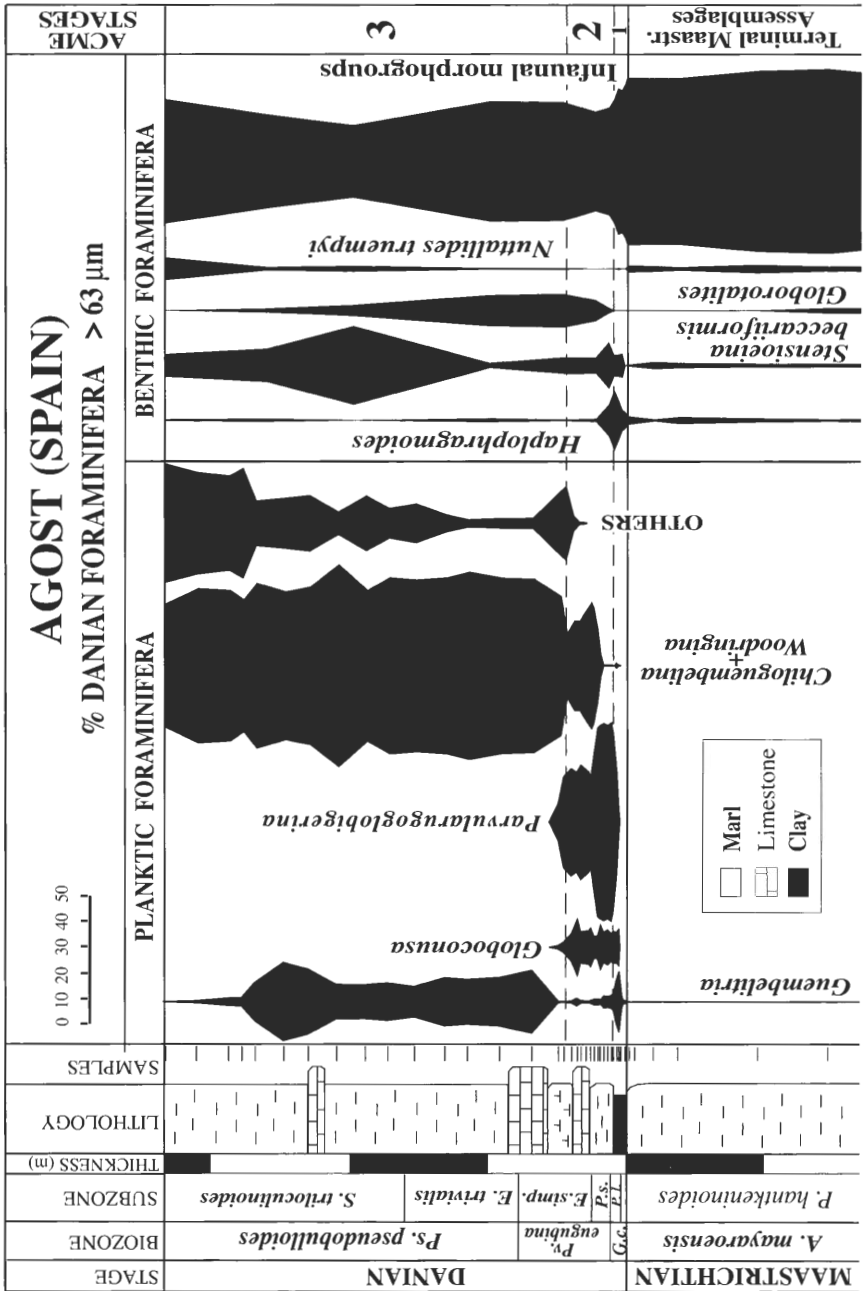 AGOST (SPAIN)
% DANIAN FORAMINIFERA > 63 µm
0 10 20 30 40 50
STAGE
BIOZONE
SUBZONE
THICKNESS (m)
LITHOLOGY
SAMPLES
PLANKTIC FORAMINIFERA
BENTHIC FORAMINIFERA
ACME
STAGES
DANIAN
MAASTRICHTIAN
Ps. pseudobulloides
Pv.
eugubina
G.c.
A. mayaroensis
S. triloculinoides
E. trivialis
E.simp.
P.s.
P.l.
P. hantkeninoides
Guembelitria
Globoconusa
Parvularugoglobigerina
Chiloguembelina
+
Woodringina
OTHERS
Haplophragmoides
Stensioeina
beccariiformis
Globorotalites
Nuttallides truempyi
Infaunal morphogroups
3
2
1
Terminal Maastr.
Assemblages
Marl
Limestone
Clay